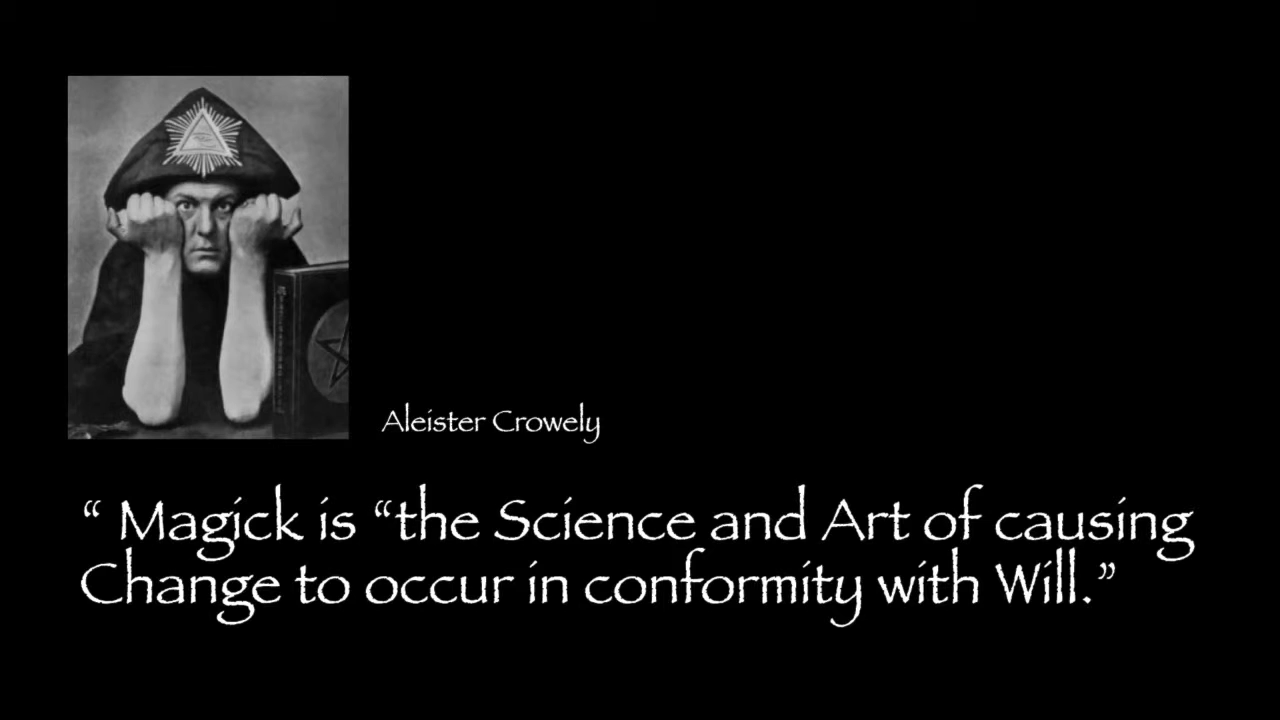 Aleister Crowely
“ Magick is “the Science and Art of causing
Change to occur in conformity with Will.”